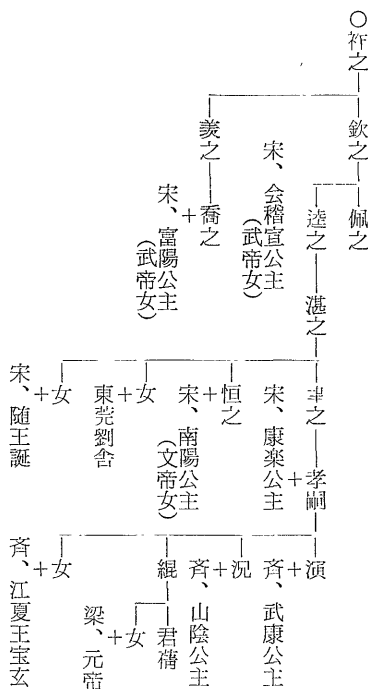 ○祚之
欽之
佩之
逵之
宋、会稽宣公主
（武帝女）
湛之
聿之
孝嗣
+
宋、康楽公主
演
+
斉、武康公主
況
+
斉、山陰公主
緄
君蒨
女
+
梁、元帝
女
+
斉、江夏王宝玄
恒之
+
宋、南陽公主
（文帝女）
女
+
東莞劉舎
女
+
宋、随王誕
羨之
喬之
+
宋、富陽公主
（武帝女）